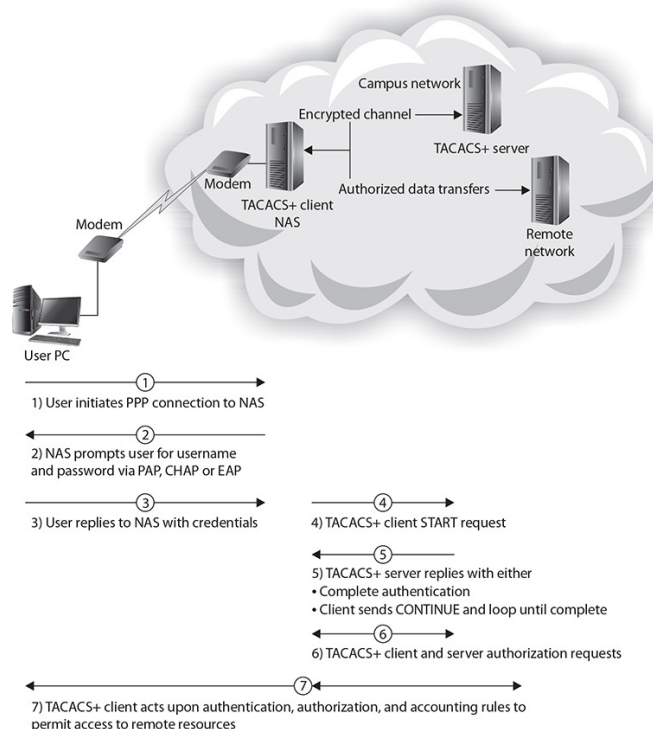 Campus network
Encrypted channel
TACACS+ server
Modem
TACACS+ client
NAS
Authorized data transfers
Remote
network
Modem
User PC
1
1) User initiates PPP connection to NAS
2
2) NAS prompts user for username
and password via PAP, CHAP or EAP
3
3) User replies to NAS with credentials
4
4) TACACS+ client START request
5
5) TACACS+ server replies with either
• Complete authentication
• Client sends CONTINUE and loop until complete
6
6) TACACS+ client and server authorization requests
7
7) TACACS+ client acts upon authentication, authorization, and accounting rules to
permit access to remote resources